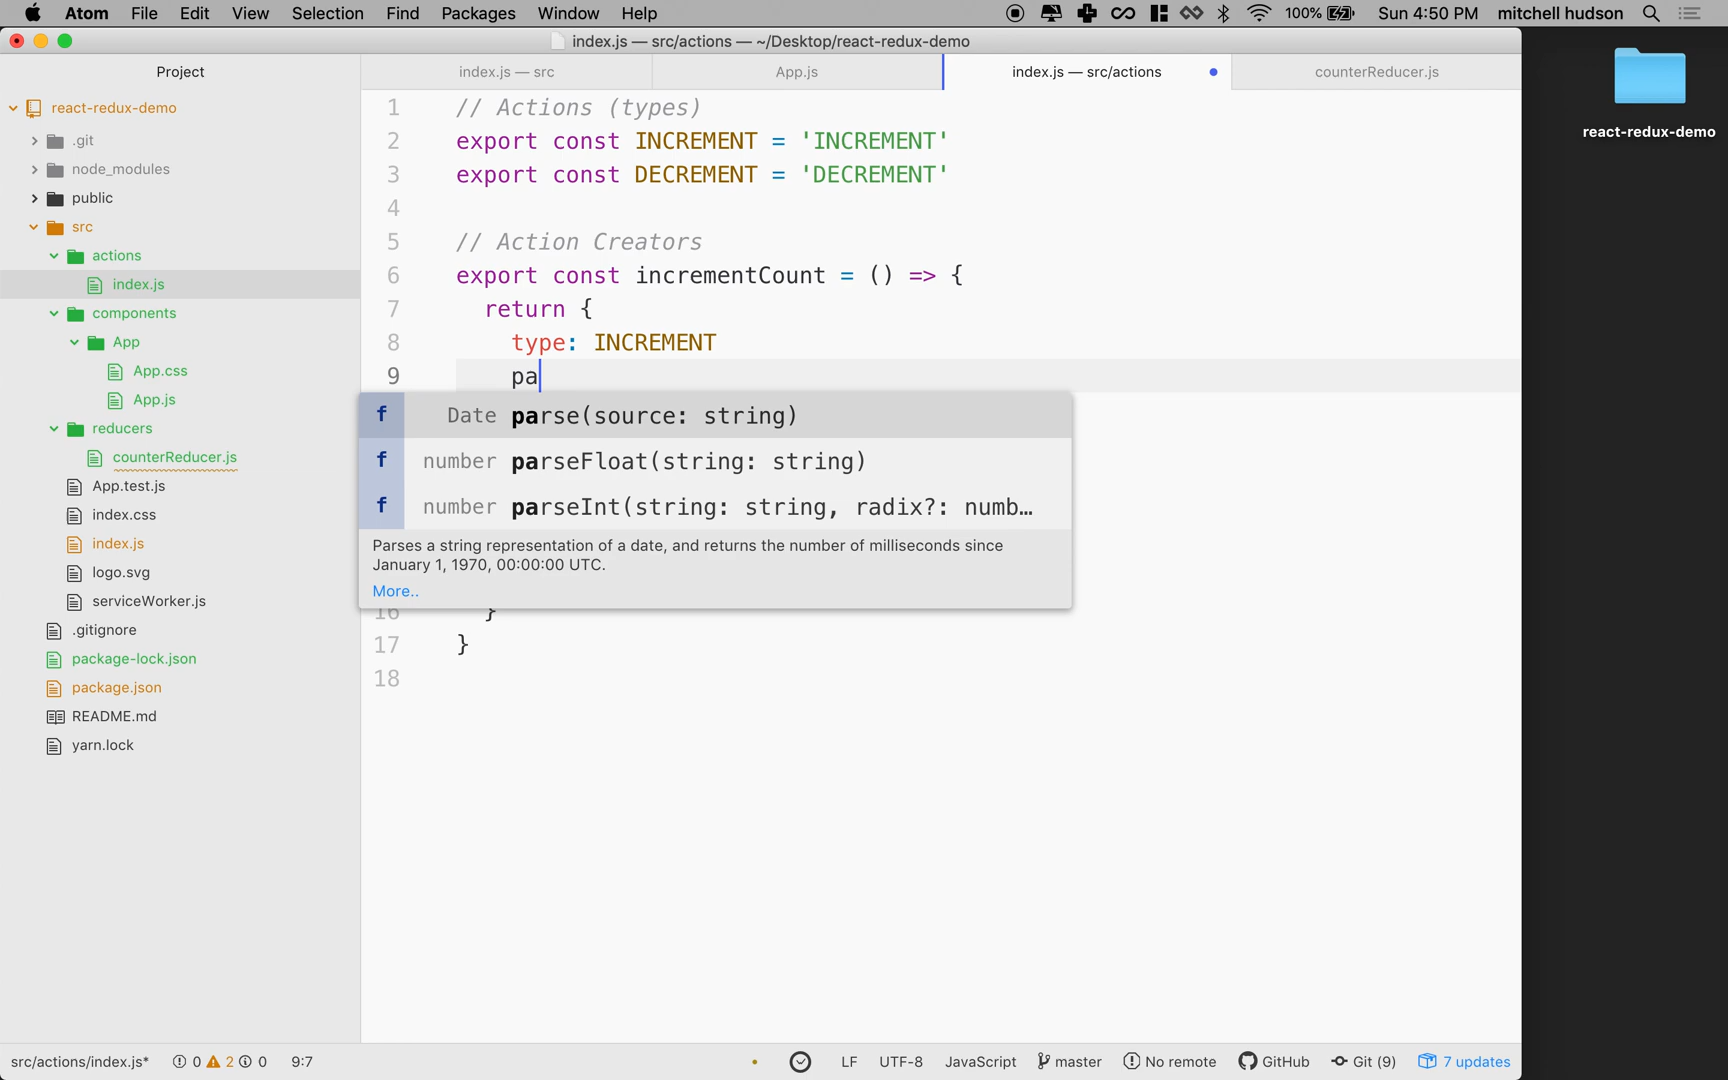 Atom File Edit View Selection Find Packages Window Help 100% Sun 4:50 PM mitchell hudson
index.js — src/actions — ~/Desktop/react-redux-demo
Project
index.js — src
App.js
index.js — src/actions
counterReducer.js
react-redux-demo
.git
node_modules
public
src
actions
index.js
components
App
App.css
App.js
reducers
counterReducer.js
App.test.js
index.css
index.js
logo.svg
serviceWorker.js
.gitignore
package-lock.json
package.json
README.md
yarn.lock
1 // Actions (types)
2 export const INCREMENT = 'INCREMENT'
3 export const DECREMENT = 'DECREMENT'
4
5 // Action Creators
6 export const incrementCount = () => {
7 return {
8 type: INCREMENT
9 pa
f Date parse(source: string)
f number parseFloat(string: string)
f number parseInt(string: string, radix?: numb…
Parses a string representation of a date, and returns the number of milliseconds since
January 1, 1970, 00:00:00 UTC.
More..
16 }
17 }
18
react-redux-demo
src/actions/index.js* 0 2 0 9:7 LF UTF-8 JavaScript master No remote GitHub Git (9) 7 updates